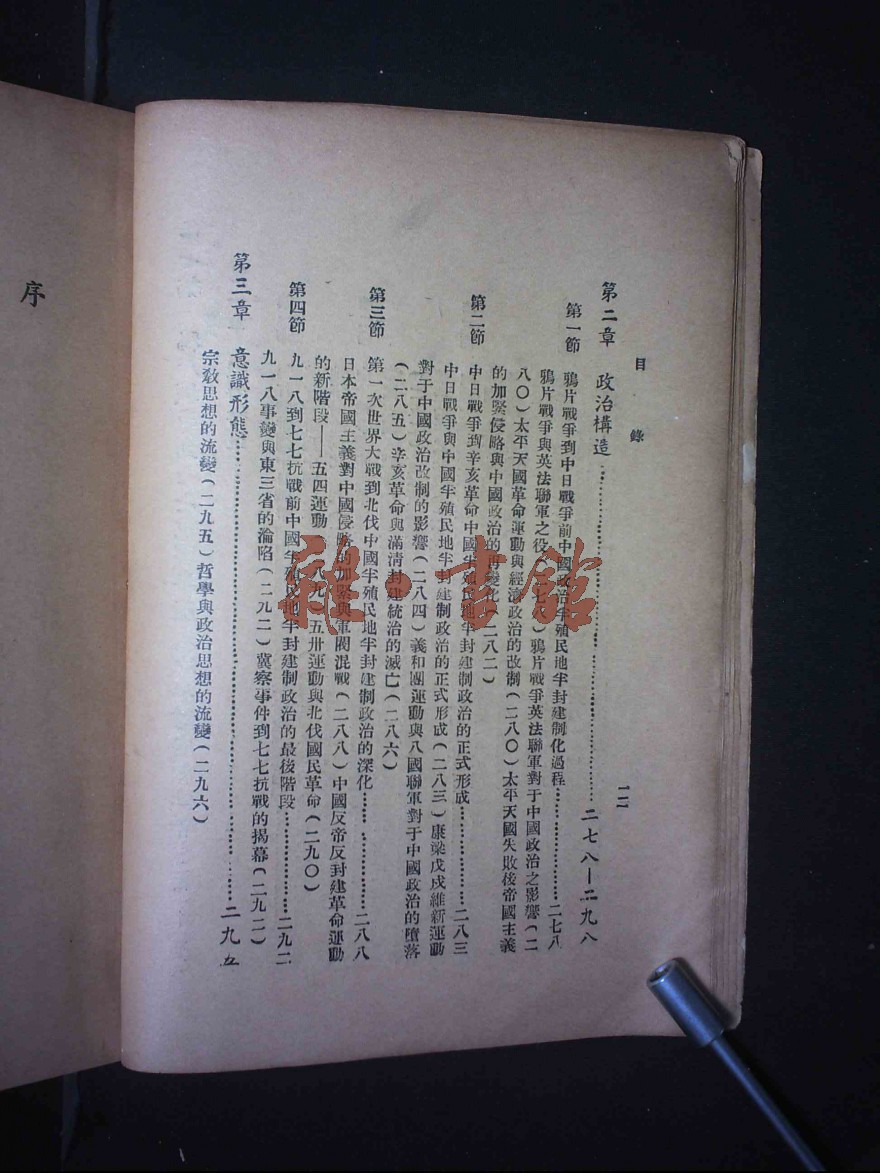 目錄
一二
第二章 政治構造……二七八—二九八
第一節 鴉片戰爭到中日戰爭前中國政治半殖民地半封建制化過程……二七八
鴉片戰爭與英法聯軍之役(二七八)鴉片戰爭英法聯軍對于中國政治之影響(二
八〇)太平天國革命運動與經濟政治的改制(二八〇)太平天國失敗後帝國主義
的加緊侵略與中國政治的再變化(二八二)
第二節 中日戰爭到辛亥革命中國半殖民地半封建制政治的正式形成……二八三
中日戰爭與中國半殖民地半封建制政治的正式形成(二八三)康梁戊戌維新運動
對于中國政治改制的影響(二八四)義和團運動與八國聯軍對于中國政治的墮落
(二八五)辛亥革命與滿清封建統治的滅亡(二八六)
第三節 第一次世界大戰到北伐中國半殖民地半封建制政治的深化……二八八
日本帝國主義對中國侵略的加緊與軍閥混戰(二八八)中國反帝反封建革命運動
的新階段——五四運動(二八九)五卅運動與北伐國民革命(二九〇)
第四節 九一八到七七抗戰前中國半殖民地半封建制政治的最後階段……二九二
九一八事變與東三省的淪陷(二九二)冀察事件到七七抗戰的揭幕(二九二)
第三章 意識形態……二九五
宗敎思想的流變(二九五)哲學與政治思想的流變(二九六)
序
雅·古館